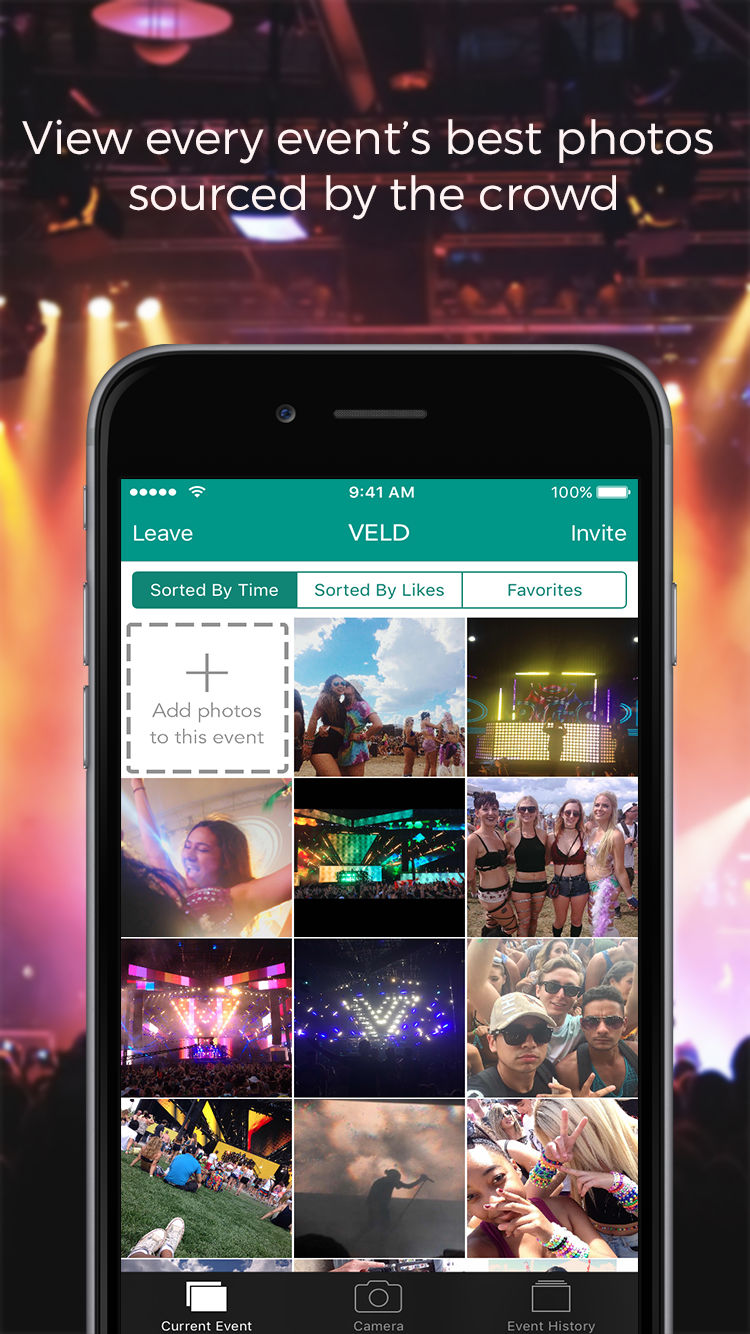 View every event’s best photos
sourced by the crowd
9:41 AM
100%
Leave
VELD
Invite
Sorted By Time
Sorted By Likes
Favorites
Add photos
to this event
Current Event
Camera
Event History